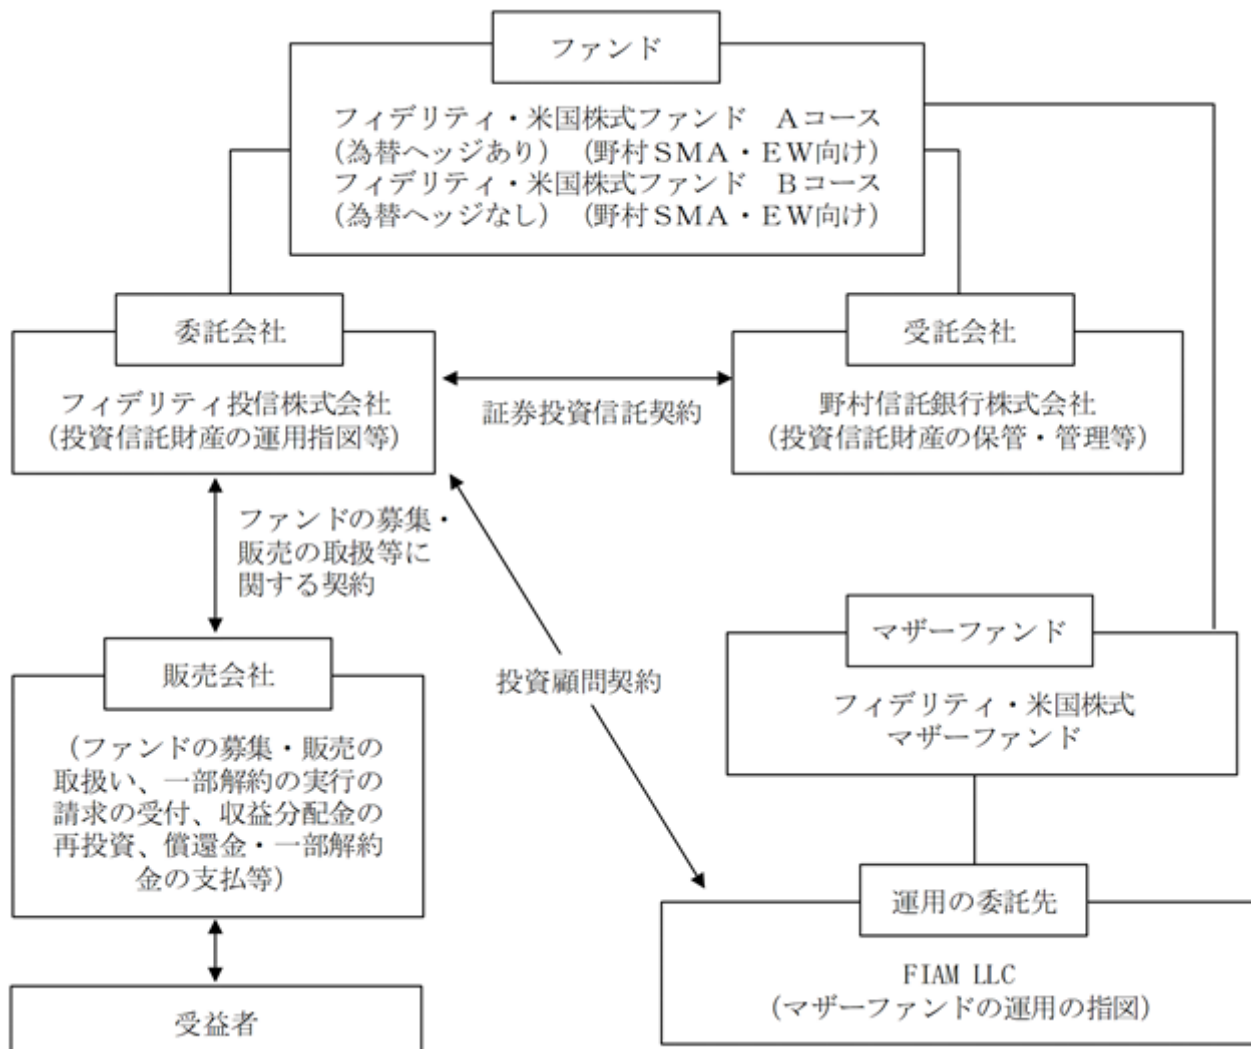 ファンド
フィデリティ・米国株式ファンド　Ａコース
（為替ヘッジあり）（野村ＳＭＡ・ＥＷ向け）
フィデリティ・米国株式ファンド　Ｂコース
（為替ヘッジなし）（野村ＳＭＡ・ＥＷ向け）
委託会社
フィデリティ投信株式会社
（投資信託財産の運用指図等）
証券投資信託契約
受託会社
野村信託銀行株式会社
（投資信託財産の保管・管理等）
ファンドの募集・
販売の取扱等に
関する契約
投資顧問契約
マザーファンド
フィデリティ・米国株式
マザーファンド
販売会社
（ファンドの募集・販売の
取扱い、一部解約の実行の
請求の受付、収益分配金の
再投資、償還金・一部解約
金の支払等）
運用の委託先
FIAM LLC
（マザーファンドの運用の指図）
受益者